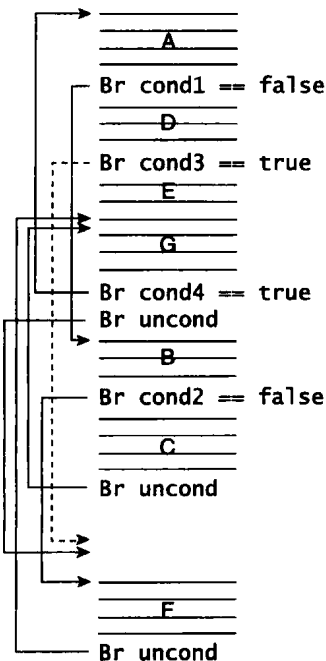 A
Br cond1 == false
D
Br cond3 == true
E
G
Br cond4 == true
Br uncond
B
Br cond2 == false
C
Br uncond
F
Br uncond